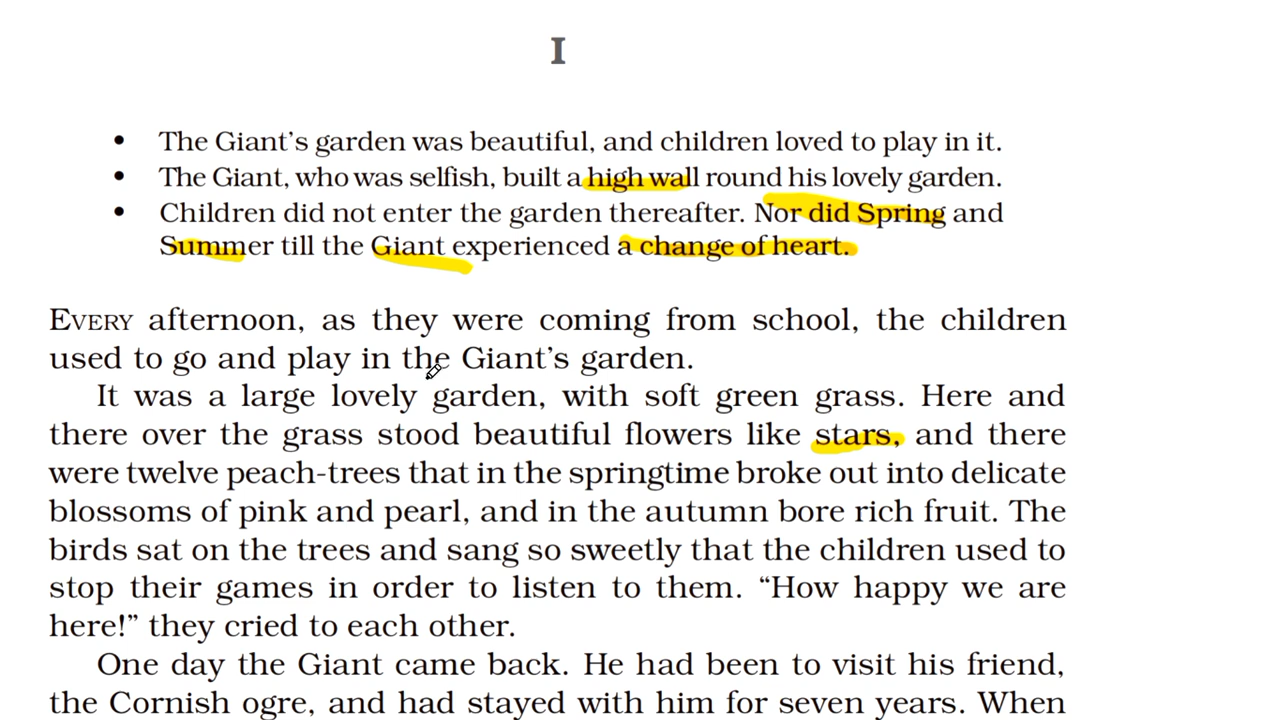 I
• The Giant's garden was beautiful, and children loved to play in it.
• The Giant, who was selfish, built a high wall round his lovely garden.
• Children did not enter the garden thereafter. Nor did Spring and
Summer till the Giant experienced a change of heart.
EVERY afternoon, as they were coming from school, the children
used to go and play in the Giant's garden.
It was a large lovely garden, with soft green grass. Here and
there over the grass stood beautiful flowers like stars, and there
were twelve peach-trees that in the springtime broke out into delicate
blossoms of pink and pearl, and in the autumn bore rich fruit. The
birds sat on the trees and sang so sweetly that the children used to
stop their games in order to listen to them. “How happy we are
here!” they cried to each other.
One day the Giant came back. He had been to visit his friend,
the Cornish ogre, and had stayed with him for seven years. When